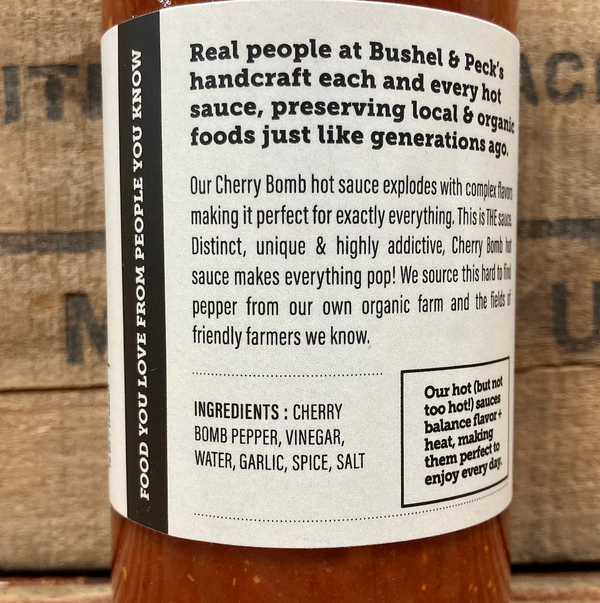 Real people at Bushel & Peck's
handcraft each and every hot
sauce, preserving local & organic
foods just like generations ago.
Our Cherry Bomb hot sauce explodes with complex flavors
making it perfect for exactly everything. This is THE sauce.
Distinct, unique & highly addictive, Cherry Bomb hot
sauce makes everything pop! We source this hard to find
pepper from our own organic farm and the fields of
friendly farmers we know.
INGREDIENTS : CHERRY
BOMB PEPPER, VINEGAR,
WATER, GARLIC, SPICE, SALT
Our hot (but not
too hot!) sauces
balance flavor +
heat, making
them perfect to
enjoy every day.
FOOD YOU LOVE FROM PEOPLE YOU KNOW